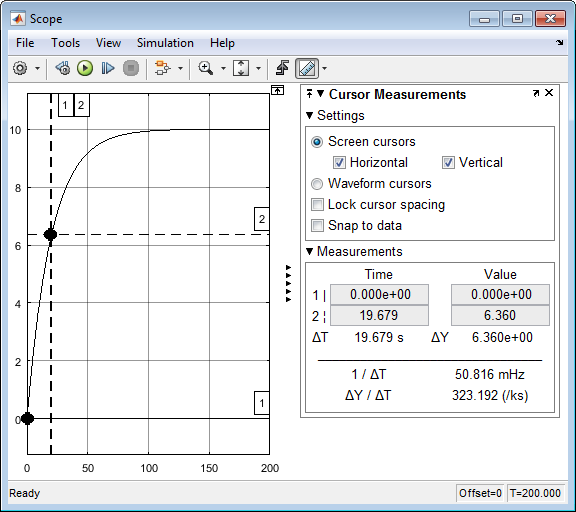 Scope
File Tools View Simulation Help
1 2
10
8
6
4
2
0
2
1
0 50 100 150 200
Cursor Measurements
Settings
Screen cursors
Horizontal Vertical
Waveform cursors
Lock cursor spacing
Snap to data
Measurements
Time Value
1 | 0.000e+00 0.000e+00
2 ¦ 19.679 6.360
ΔT 19.679 s ΔY 6.360e+00
1 / ΔT 50.816 mHz
ΔY / ΔT 323.192 (/ks)
Ready Offset=0 T=200.000